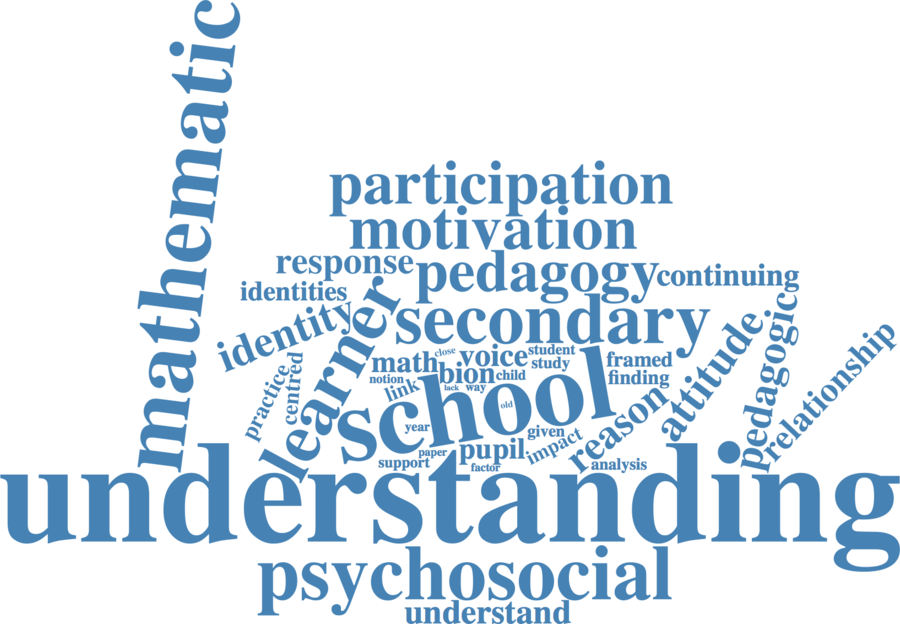 mathematic
participation
motivation
response
pedagogy
continuing
identities
identity
learner
secondary
attitude
pedagogic
relationship
practice
centred
math
close
voice
student
study
framed
notion
link
bion
child
finding
lack
way
school
old
reason
year
given
impact
pupil
paper
support
factor
analysis
understanding
psychosocial
understand